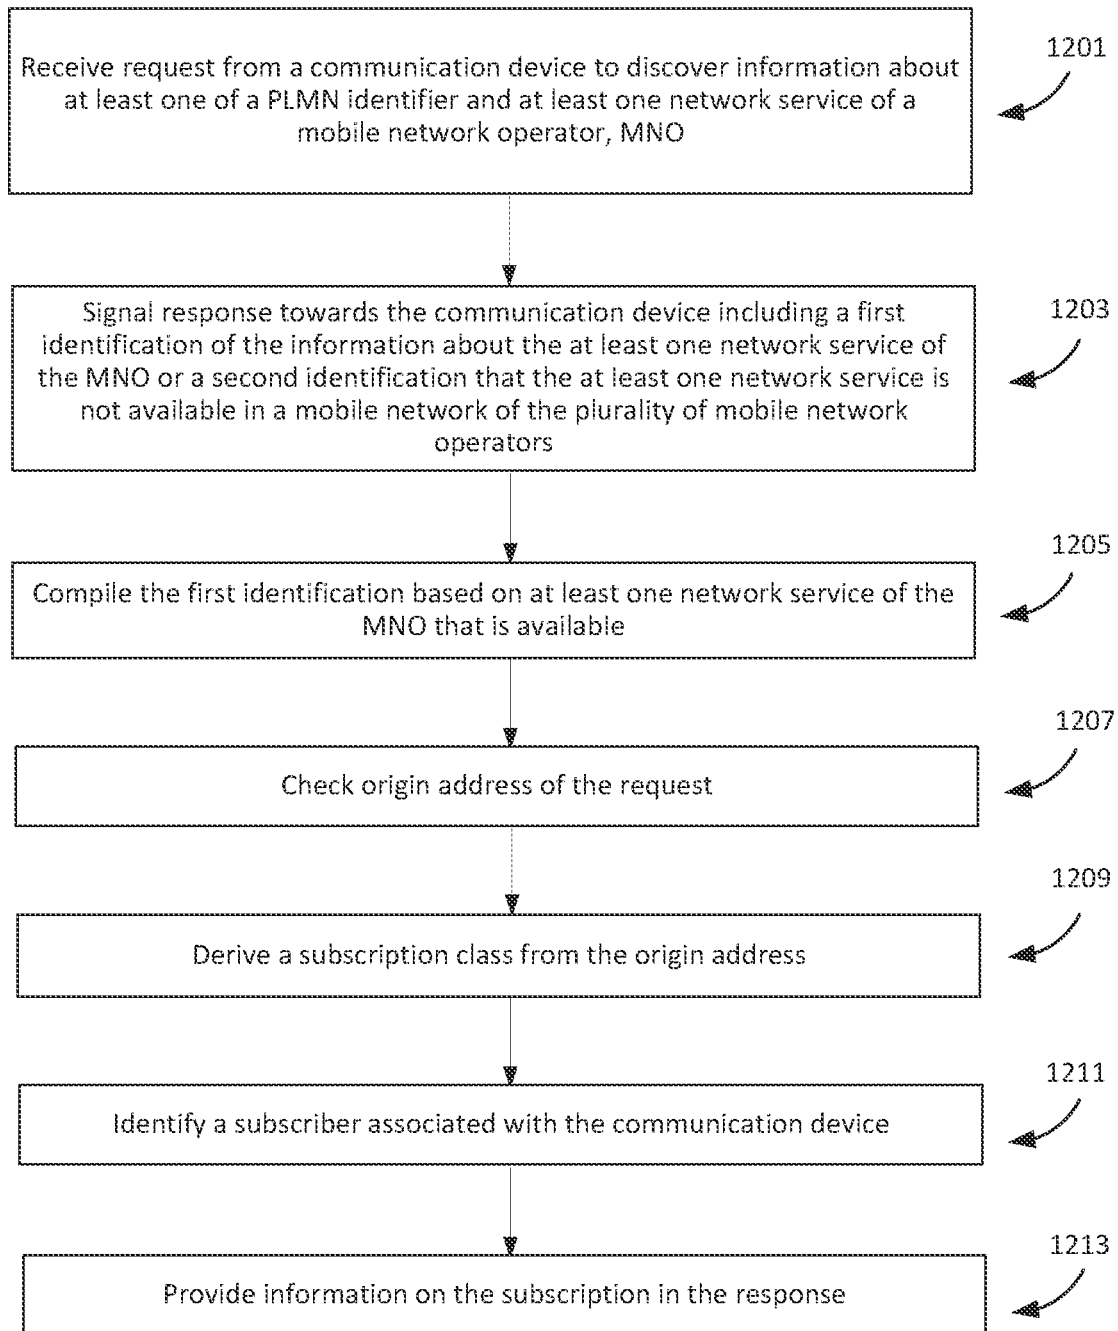 Receive request from a communication device to discover information about
at least one of a PLMN identifier and at least one network service of a
mobile network operator, MNO
1201
Signal response towards the communication device including a first
identification of the information about the at least one network service of
the MNO or a second identification that the at least one network service is
not available in a mobile network of the plurality of mobile network
operators
1203
Compile the first identification based on at least one network service of the
MNO that is available
1205
Check origin address of the request
1207
Derive a subscription class from the origin address
1209
Identify a subscriber associated with the communication device
1211
Provide information on the subscription in the response
1213